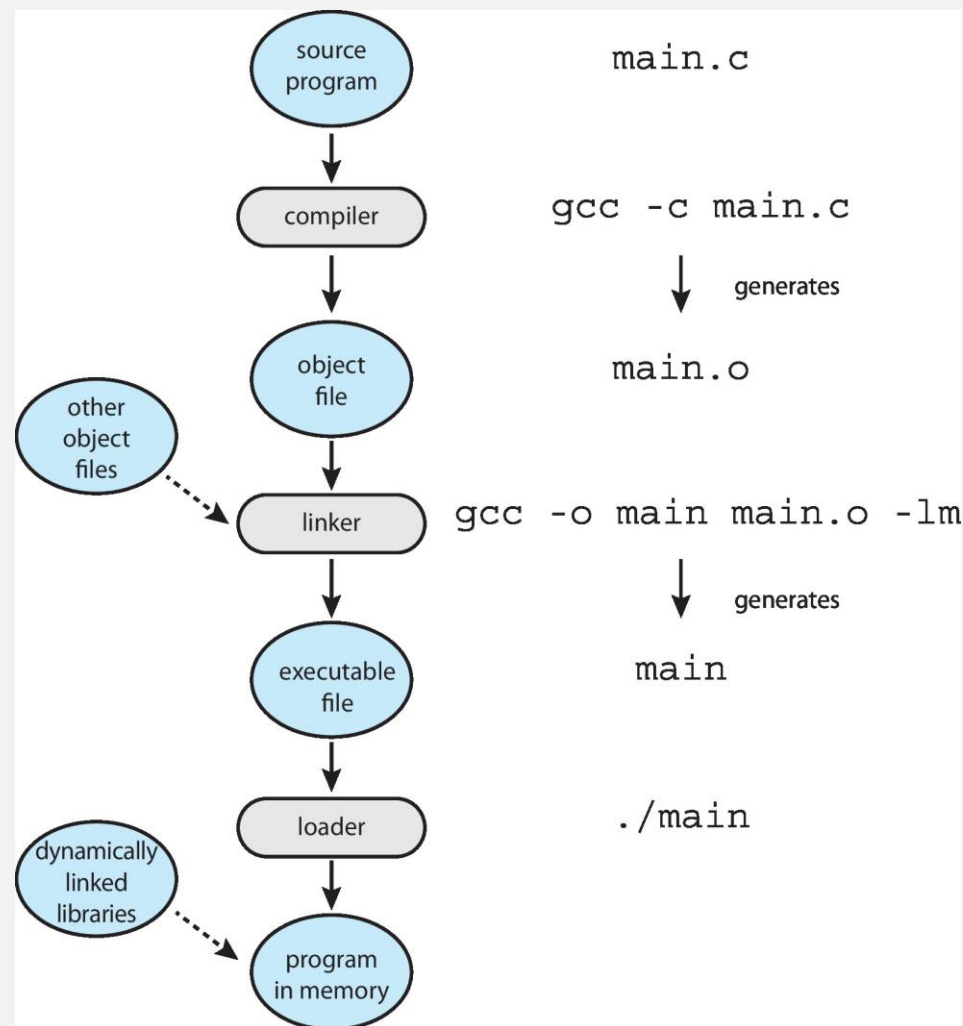 source
program
main.c
compiler
gcc -c main.c
generates
object
file
main.o
other
object
files
linker
gcc -o main main.o -lm
generates
executable
file
main
loader
./main
dynamically
linked
libraries
program
in memory